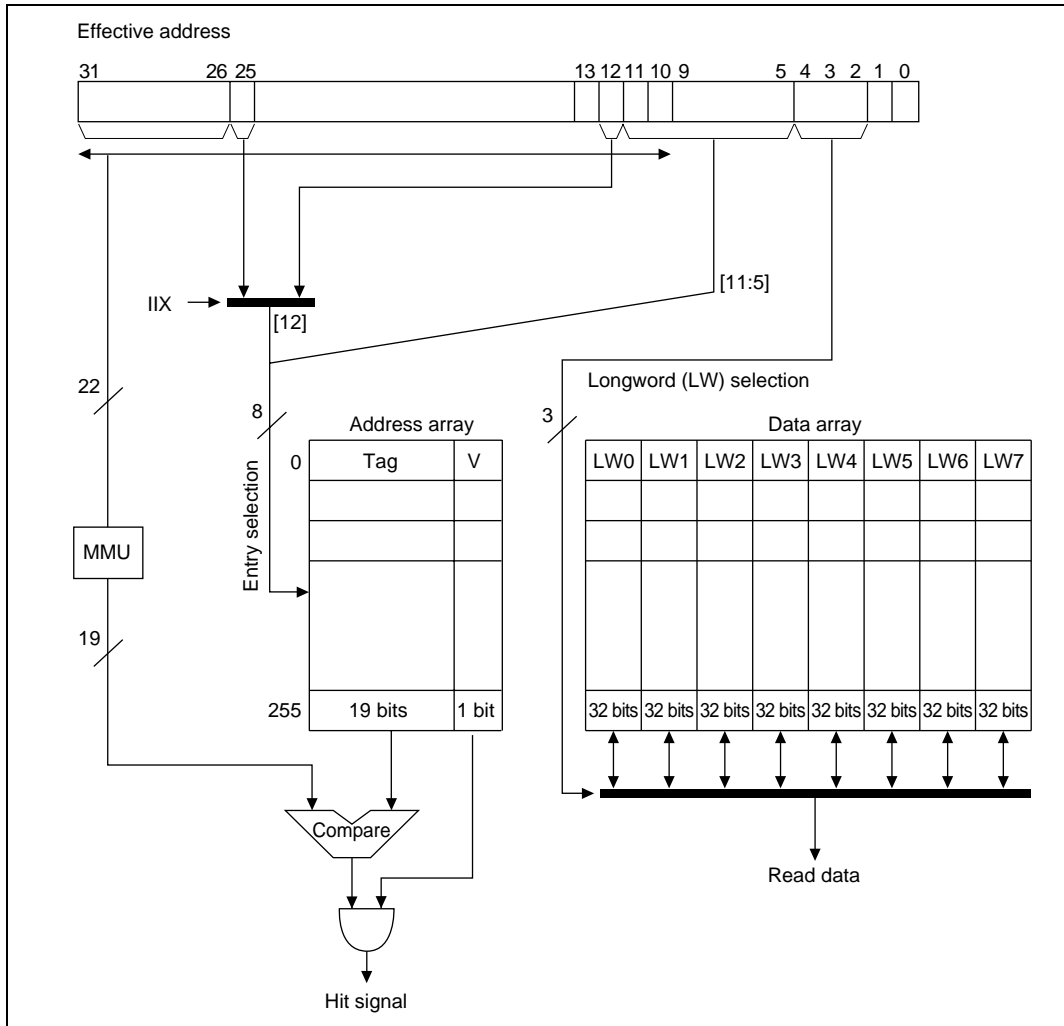 Effective address
31 26 25 13 12 11 10 9 5 4 3 2 1 0
[11:5]
IIX
[12]
22
8
Longword (LW) selection
3
Address array
Data array
0
Tag V
LW0 LW1 LW2 LW3 LW4 LW5 LW6 LW7
Entry selection
MMU
19
255
19 bits 1 bit
32 bits 32 bits 32 bits 32 bits 32 bits 32 bits 32 bits 32 bits
Compare
Read data
Hit signal